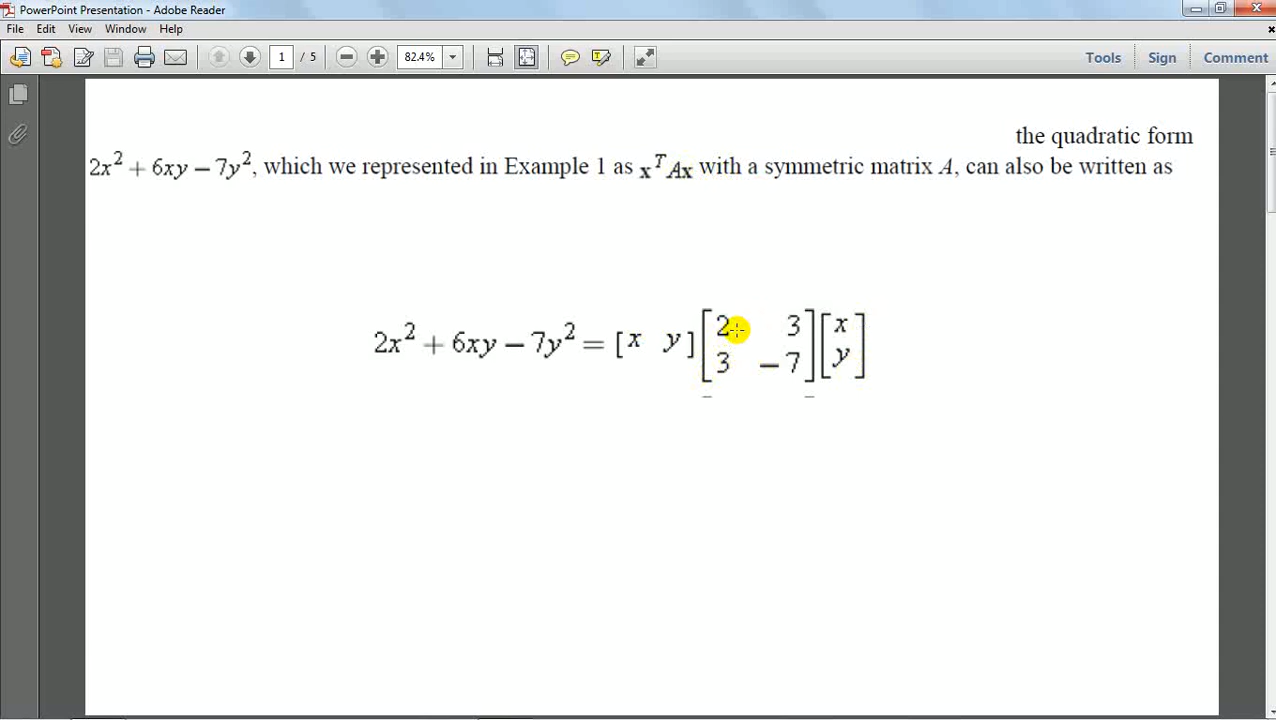 PowerPoint Presentation - Adobe Reader
File Edit View Window Help
1 / 5 82.4% Tools Sign Comment
the quadratic form
2x² + 6xy − 7y², which we represented in Example 1 as xᵀAx with a symmetric matrix A, can also be written as
2x² + 6xy − 7y² = [x y] [2 3; 3 −7] [x; y]